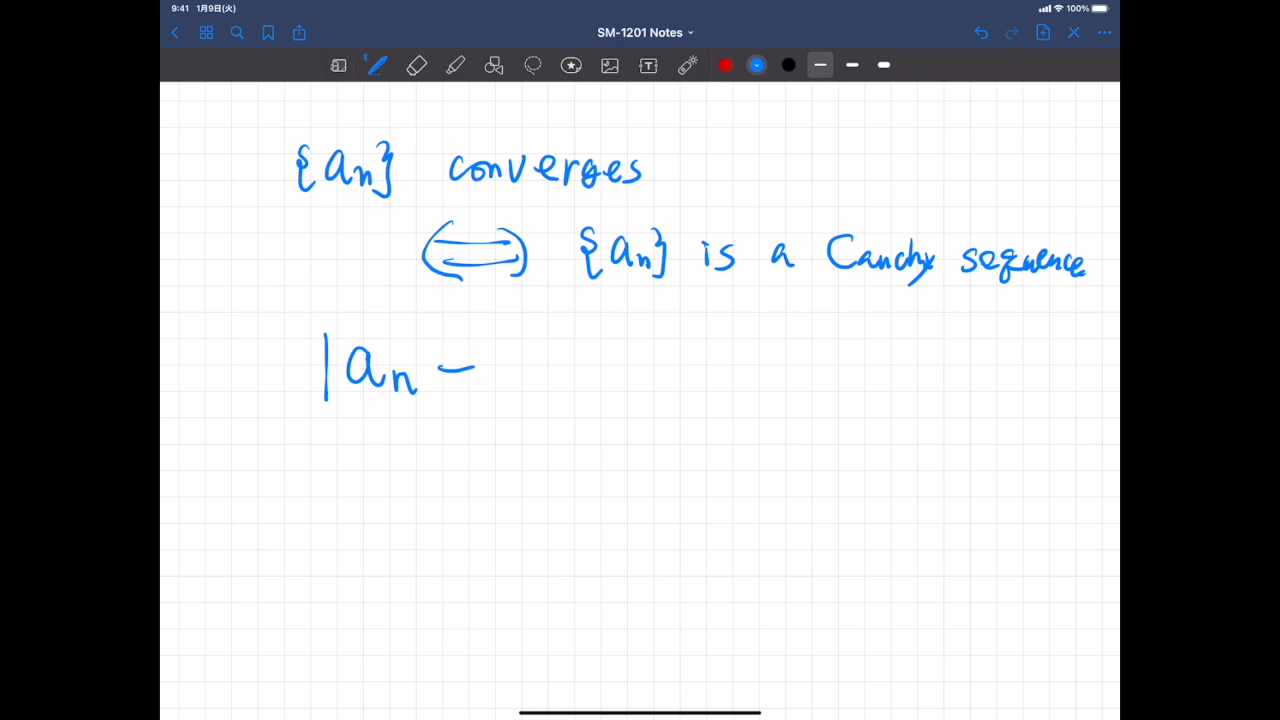 9:41 1月9日(火) 100%
SM-1201 Notes
{aₙ} converges
⟺ {aₙ} is a Cauchy sequence
|aₙ −